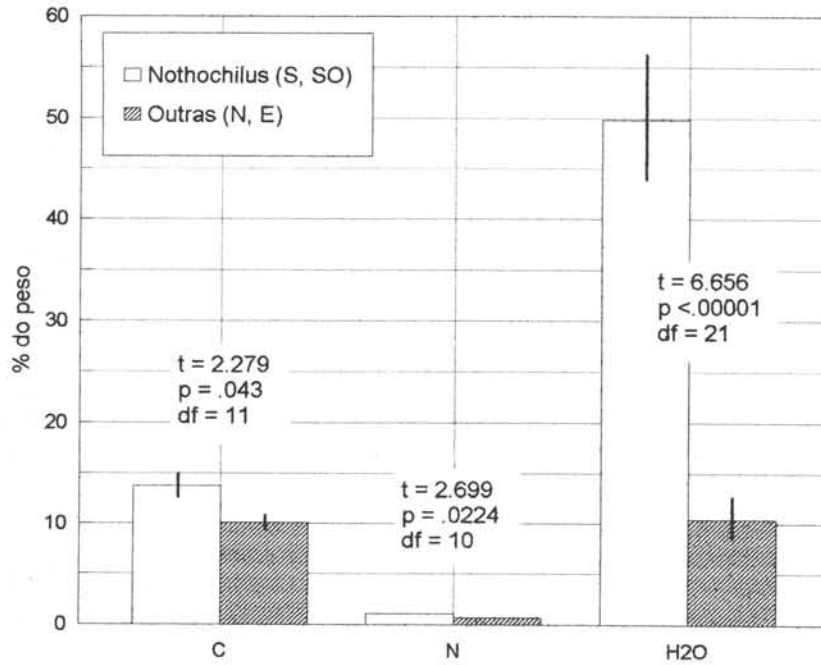 60
50
40
30
20
10
0
% do peso
Nothochilus (S, SO)
Outras (N, E)
t = 2.279
p = .043
df = 11
t = 2.699
p = .0224
df = 10
t = 6.656
p <.00001
df = 21
C
N
H2O